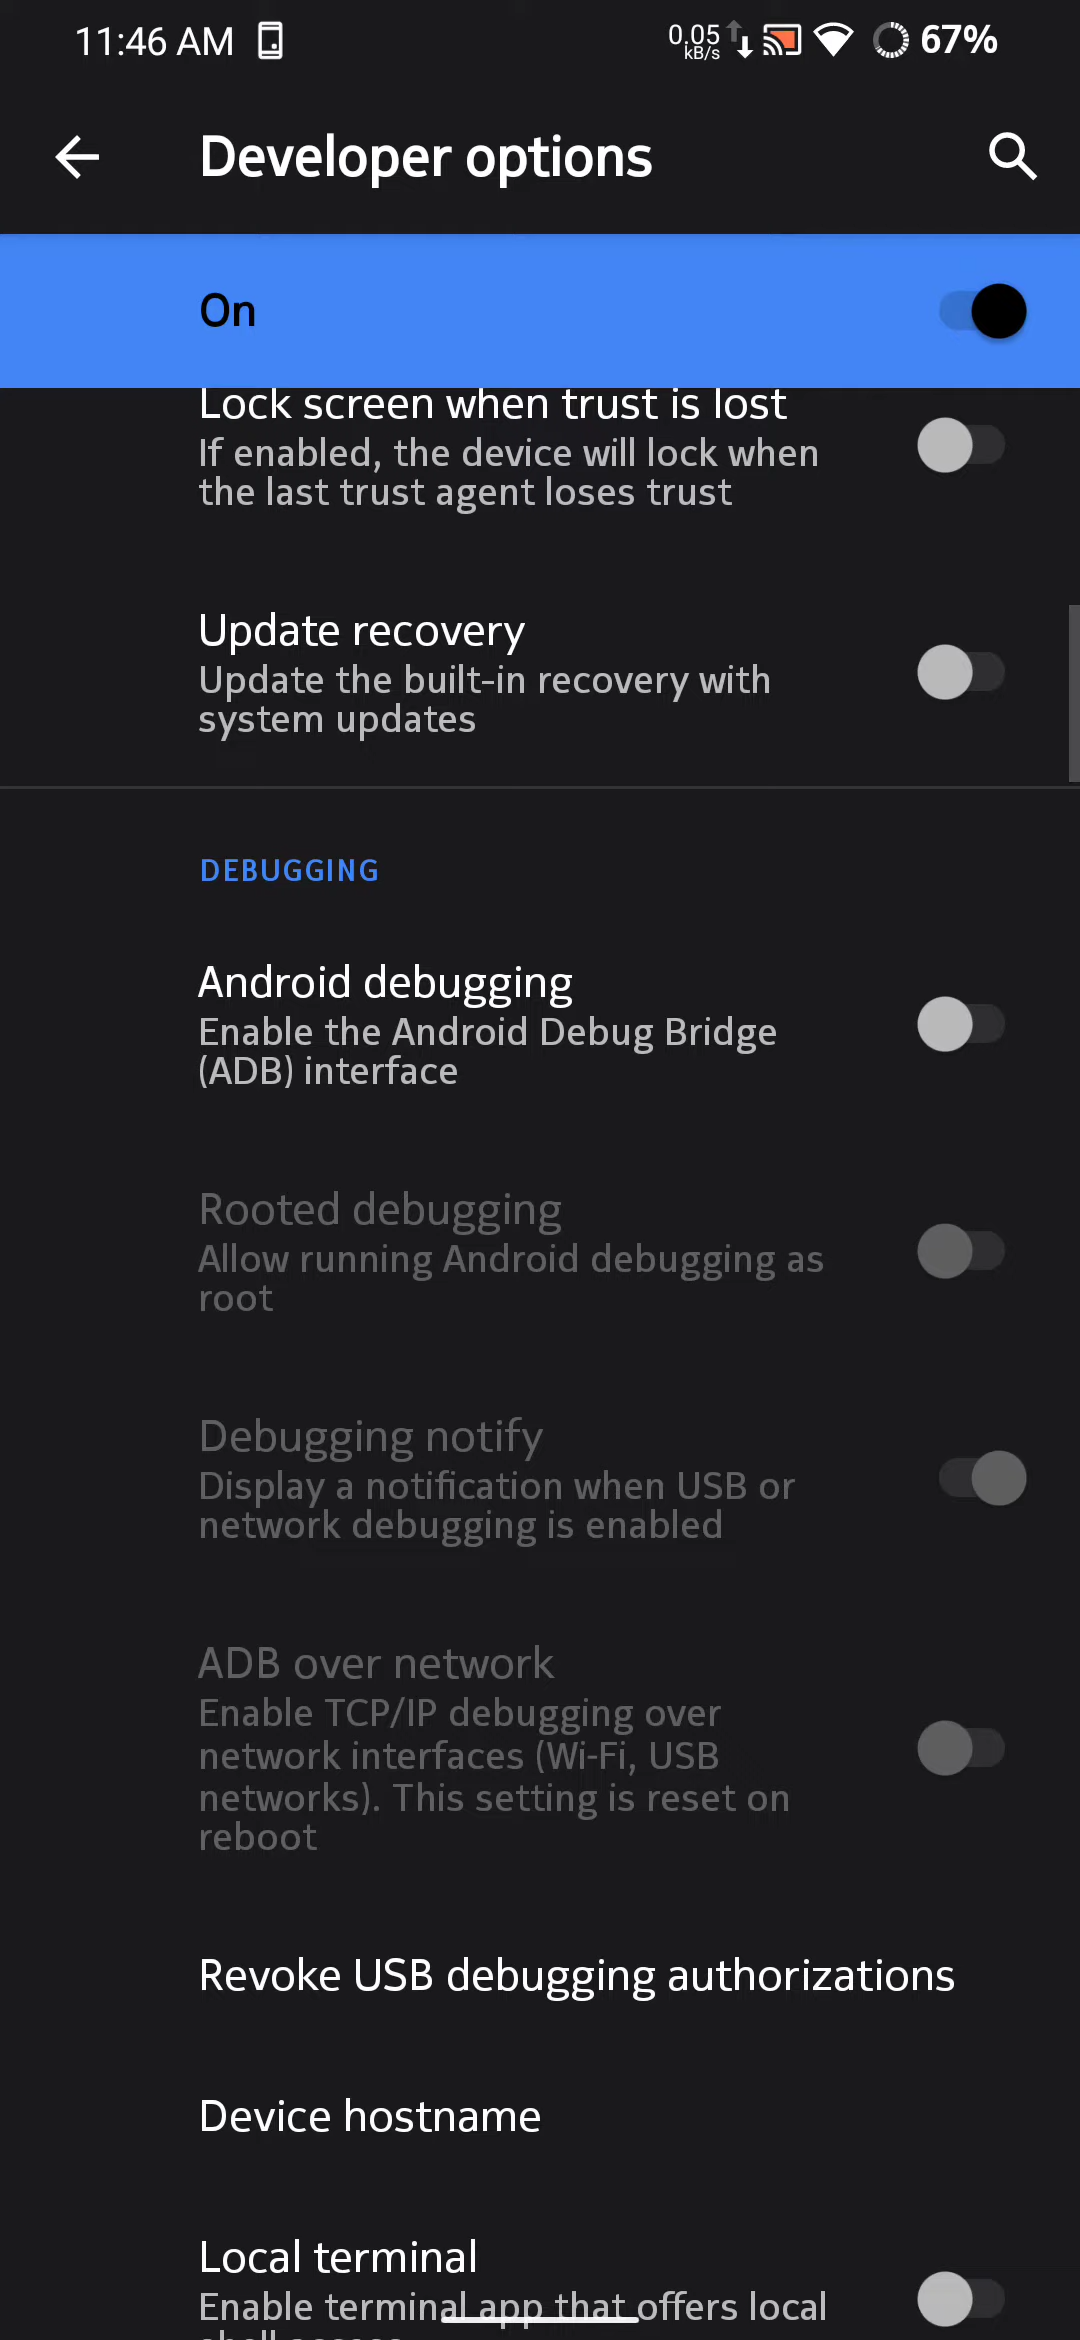 11:46 AM
0.05
kB/s
67%
Developer options
On
Lock screen when trust is lost
If enabled, the device will lock when
the last trust agent loses trust
Update recovery
Update the built-in recovery with
system updates
DEBUGGING
Android debugging
Enable the Android Debug Bridge
(ADB) interface
Rooted debugging
Allow running Android debugging as
root
Debugging notify
Display a notification when USB or
network debugging is enabled
ADB over network
Enable TCP/IP debugging over
network interfaces (Wi-Fi, USB
networks). This setting is reset on
reboot
Revoke USB debugging authorizations
Device hostname
Local terminal
Enable terminal app that offers local